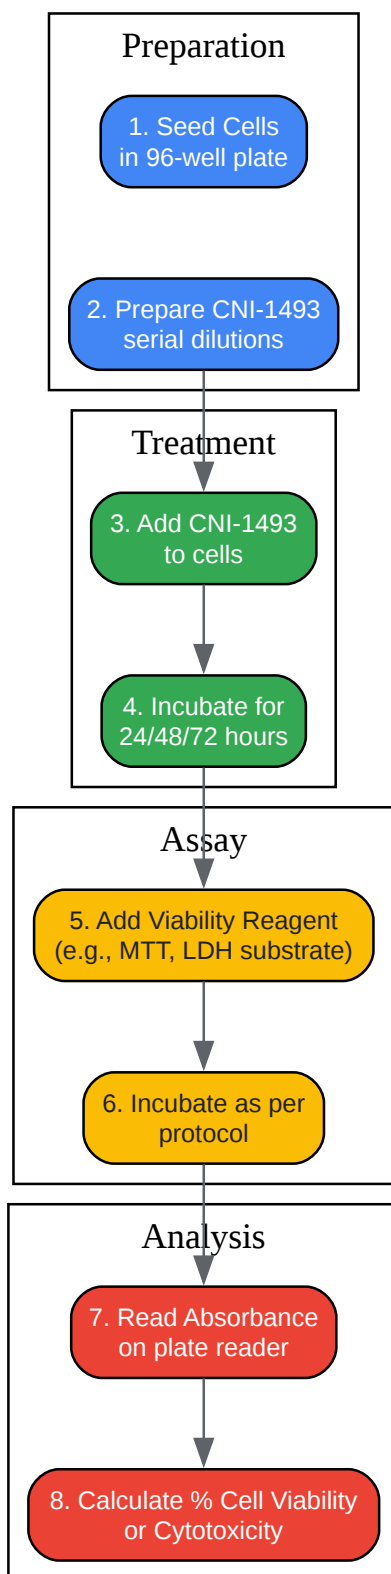 Preparation
1. Seed Cells
in 96-well plate
2. Prepare CNI-1493
serial dilutions
Treatment
3. Add CNI-1493
to cells
4. Incubate for
24/48/72 hours
Assay
5. Add Viability Reagent
(e.g., MTT, LDH substrate)
6. Incubate as per
protocol
Analysis
7. Read Absorbance
on plate reader
8. Calculate % Cell Viability
or Cytotoxicity